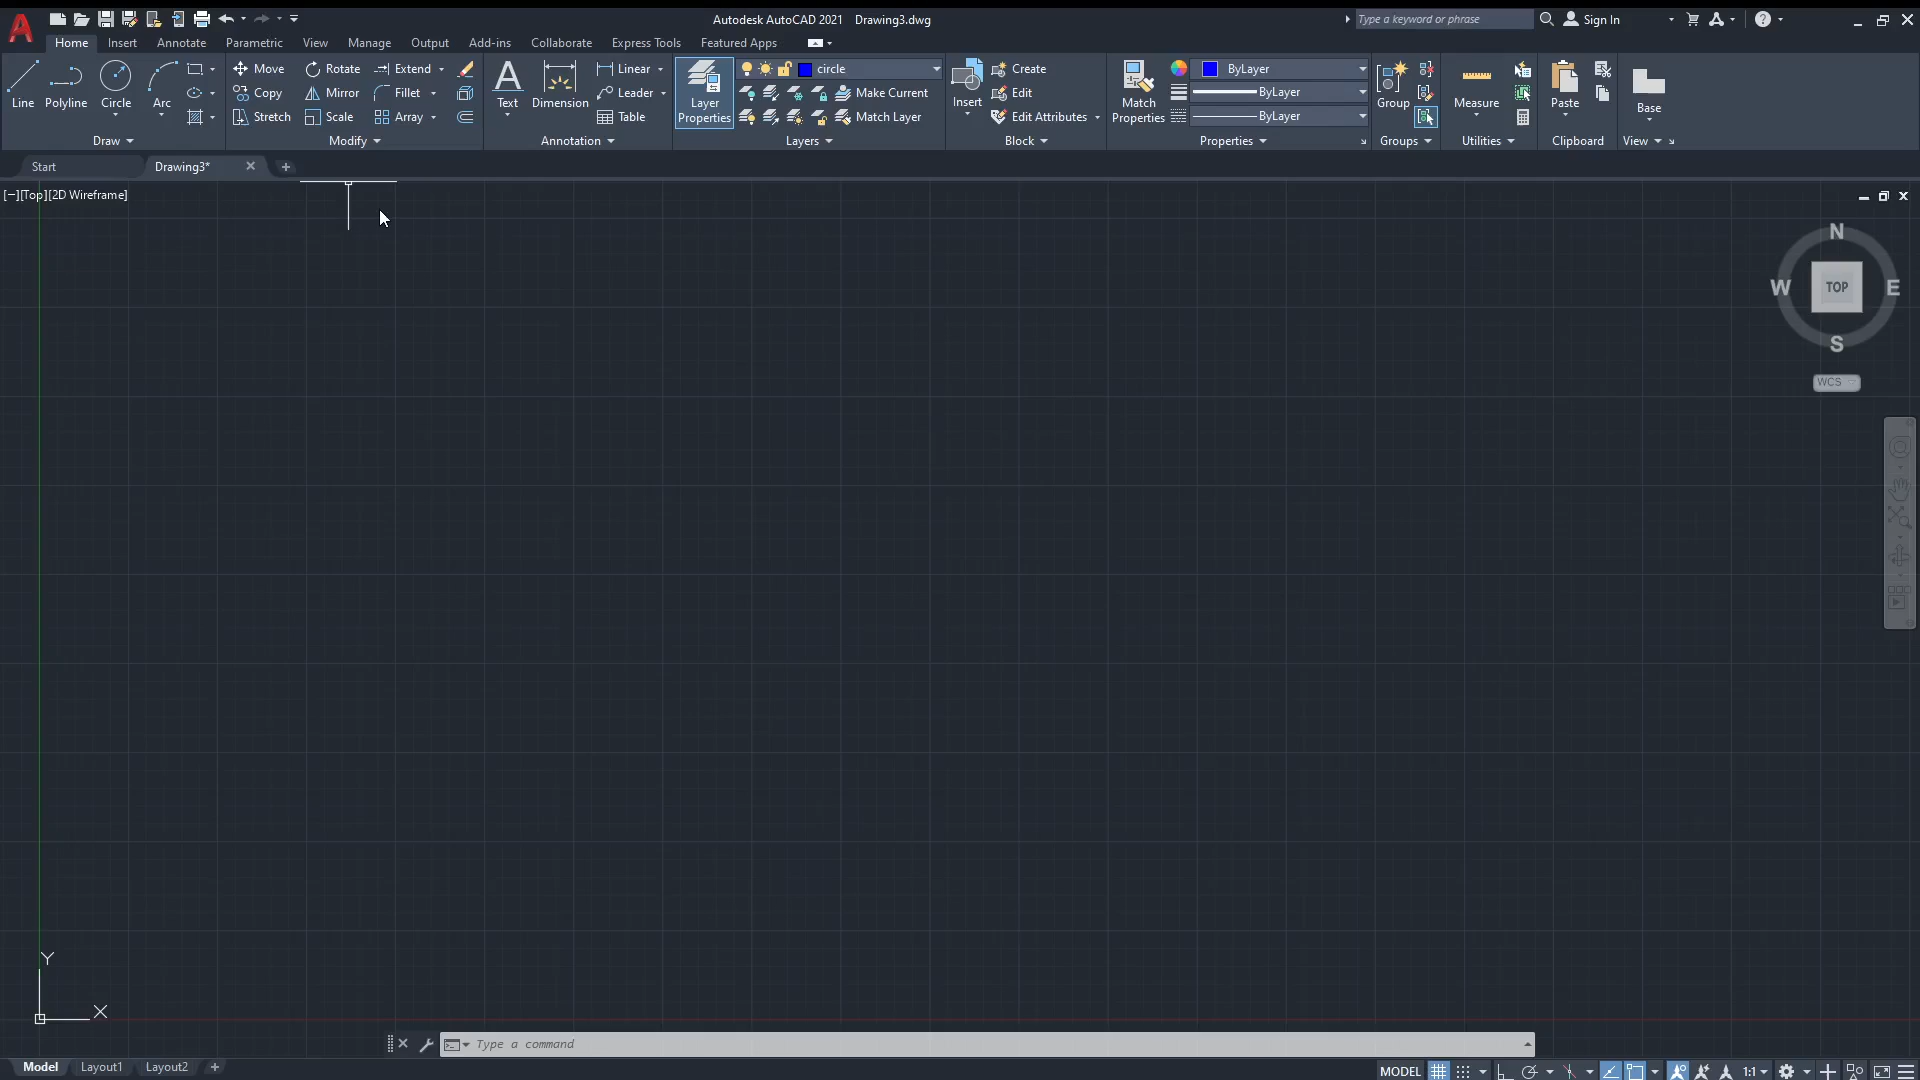 Autodesk AutoCAD 2021 Drawing3.dwg
Type a keyword or phrase
Sign In
Home Insert Annotate Parametric View Manage Output Add-ins Collaborate Express Tools Featured Apps
Line Polyline Circle Arc
Draw
Move Rotate Extend
Copy Mirror Fillet
Stretch Scale Array
Modify
Text Dimension
Linear
Leader
Table
Annotation
Layer
Properties
circle
Make Current
Match Layer
Layers
Insert
Create
Edit
Edit Attributes
Block
Match
Properties
ByLayer
ByLayer
ByLayer
Properties
Group
Groups
Measure
Utilities
Paste
Clipboard
Base
View
Start Drawing3*
[−][Top][2D Wireframe]
N
W TOP E
S
WCS
Y
X
Type a command
Model Layout1 Layout2
MODEL 1:1